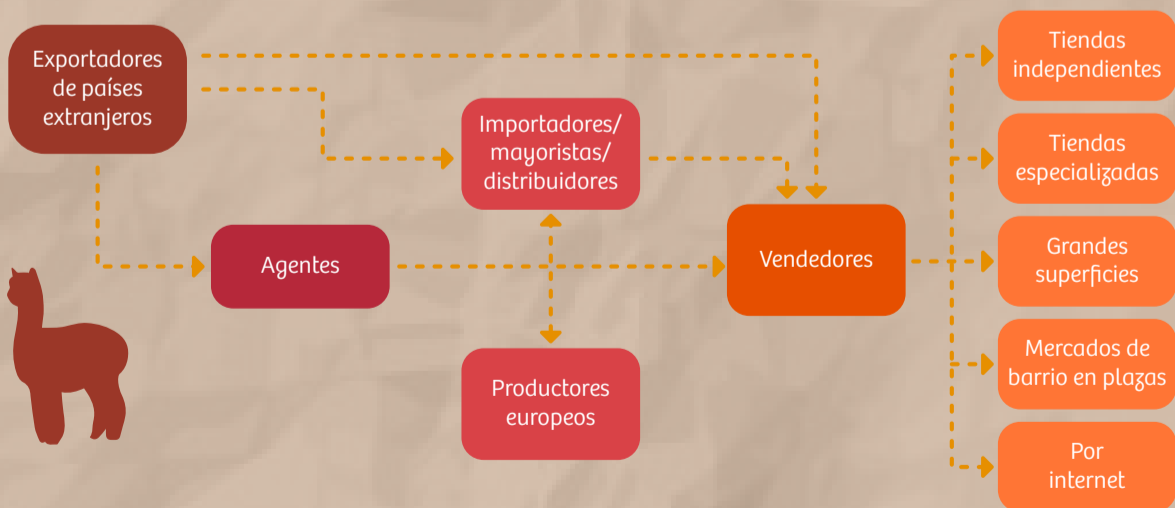 Exportadores
de países
extranjeros
Agentes
Importadores/
mayoristas/
distribuidores
Productores
europeos
Vendedores
Tiendas
independientes
Tiendas
especializadas
Grandes
superficies
Mercados de
barrio en plazas
Por
internet